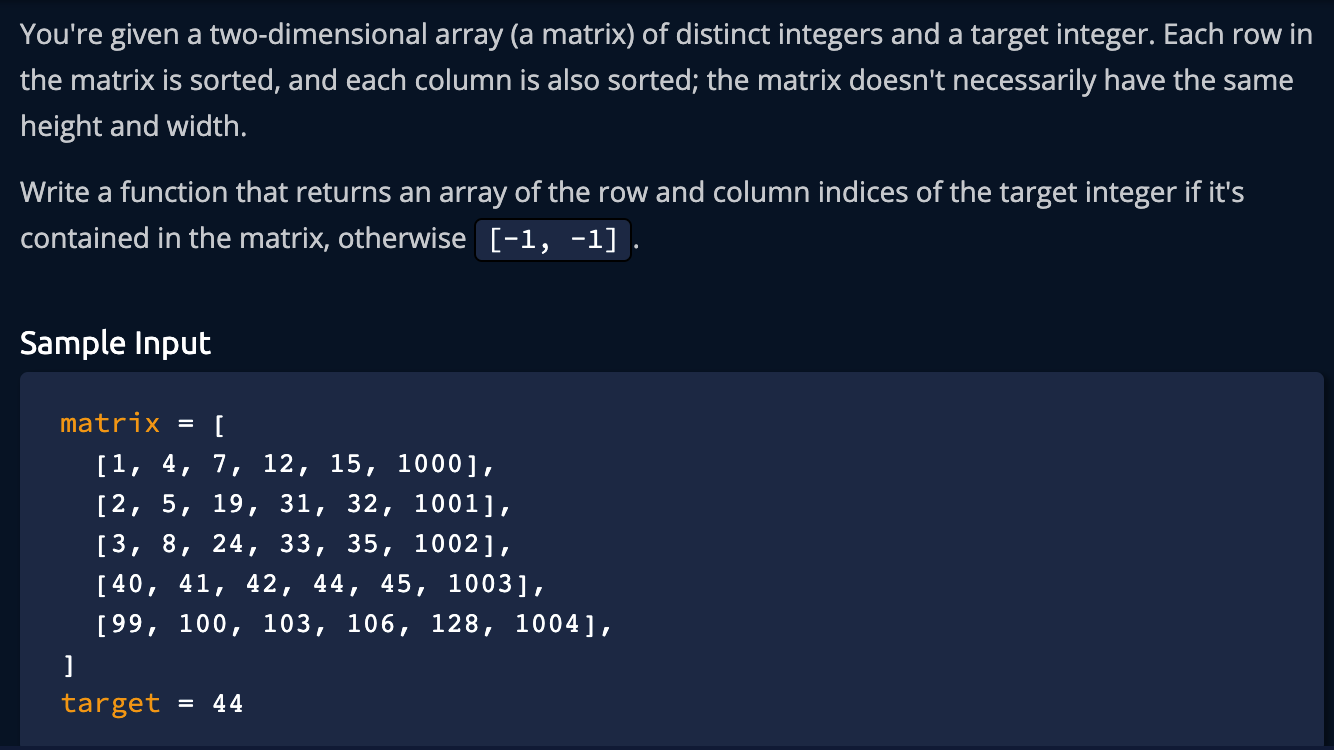 You're given a two-dimensional array (a matrix) of distinct integers and a target integer. Each row in
the matrix is sorted, and each column is also sorted; the matrix doesn't necessarily have the same
height and width.
Write a function that returns an array of the row and column indices of the target integer if it's
contained in the matrix, otherwise [-1, -1].
Sample Input
matrix = [
  [1, 4, 7, 12, 15, 1000],
  [2, 5, 19, 31, 32, 1001],
  [3, 8, 24, 33, 35, 1002],
  [40, 41, 42, 44, 45, 1003],
  [99, 100, 103, 106, 128, 1004],
]
target = 44